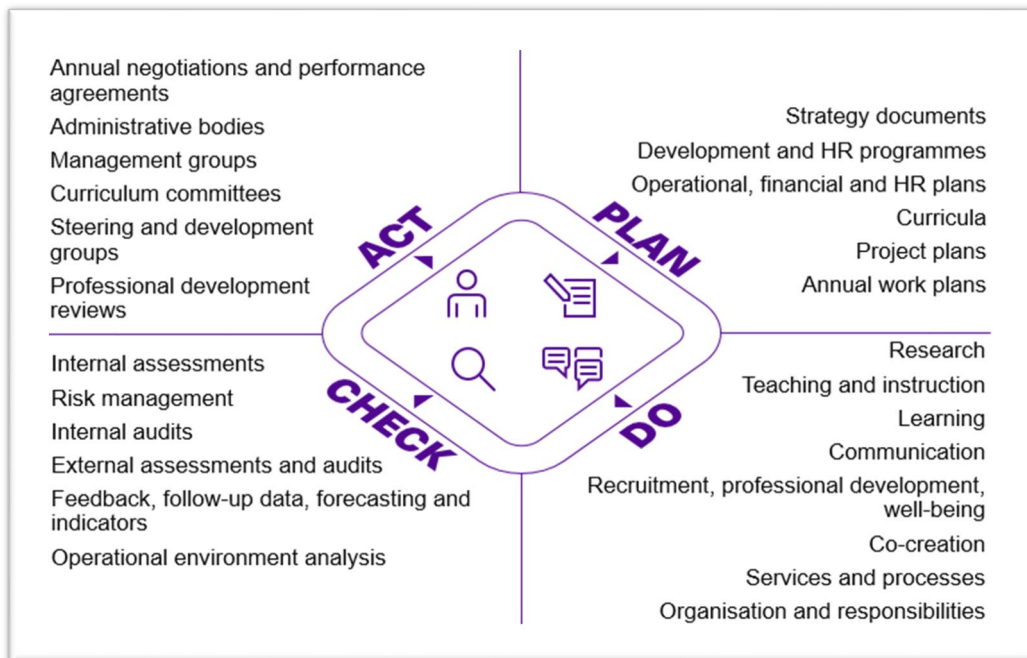 Annual negotiations and performance
agreements
Administrative bodies
Management groups
Curriculum committees
Steering and development
groups
Professional development
reviews
ACT
PLAN
Strategy documents
Development and HR programmes
Operational, financial and HR plans
Curricula
Project plans
Annual work plans
Internal assessments
Risk management
Internal audits
External assessments and audits
Feedback, follow-up data, forecasting and
indicators
Operational environment analysis
CHECK
DO
Research
Teaching and instruction
Learning
Communication
Recruitment, professional development,
well-being
Co-creation
Services and processes
Organisation and responsibilities